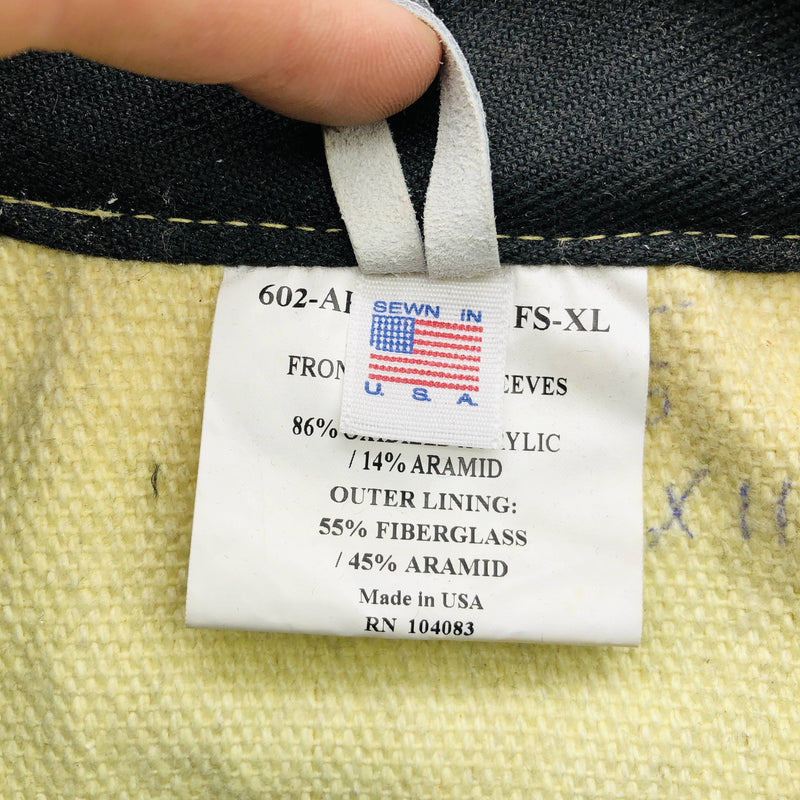 602-A FS-XL
SEWN IN
U. S. A.
FRON EEVES
86% YLIC
/ 14% ARAMID
OUTER LINING:
55% FIBERGLASS
/ 45% ARAMID
Made in USA
RN 104083
X 11